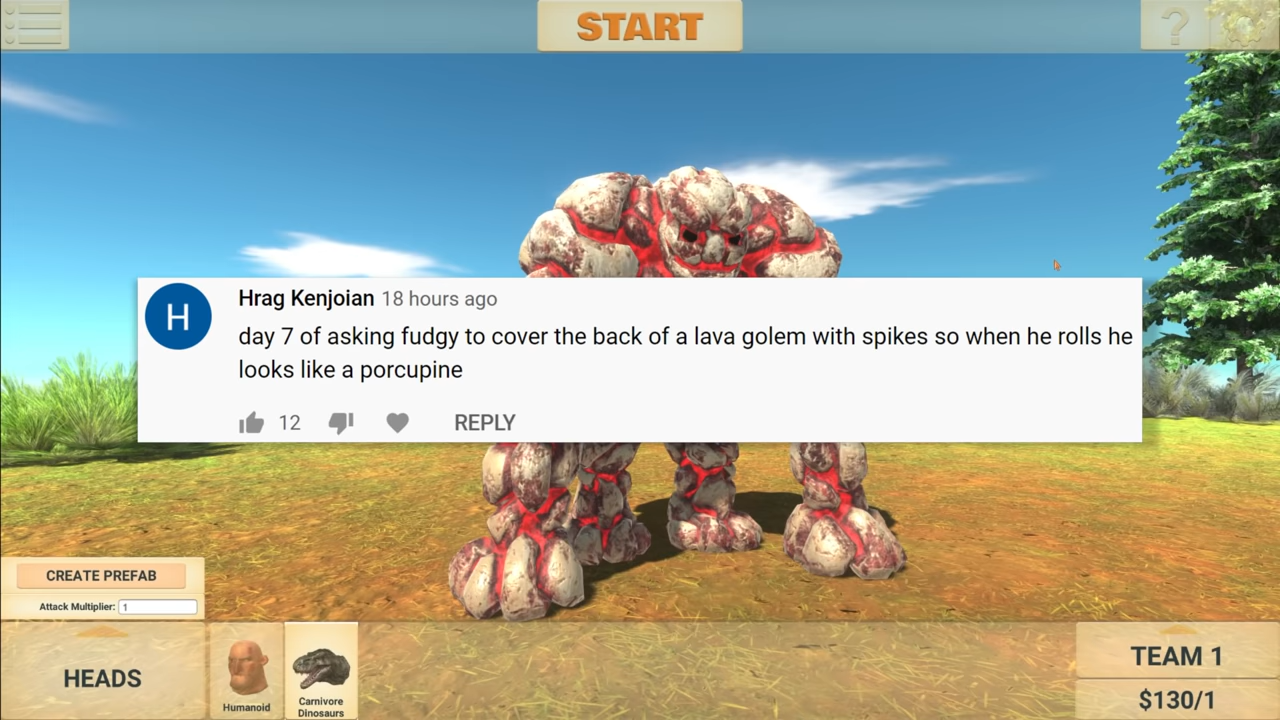 START
?
Hrag Kenjoian 18 hours ago
day 7 of asking fudgy to cover the back of a lava golem with spikes so when he rolls he
looks like a porcupine
12
REPLY
CREATE PREFAB
Attack Multiplier: 1
HEADS
Humanoid
Carnivore
Dinosaurs
TEAM 1
$130/1
H